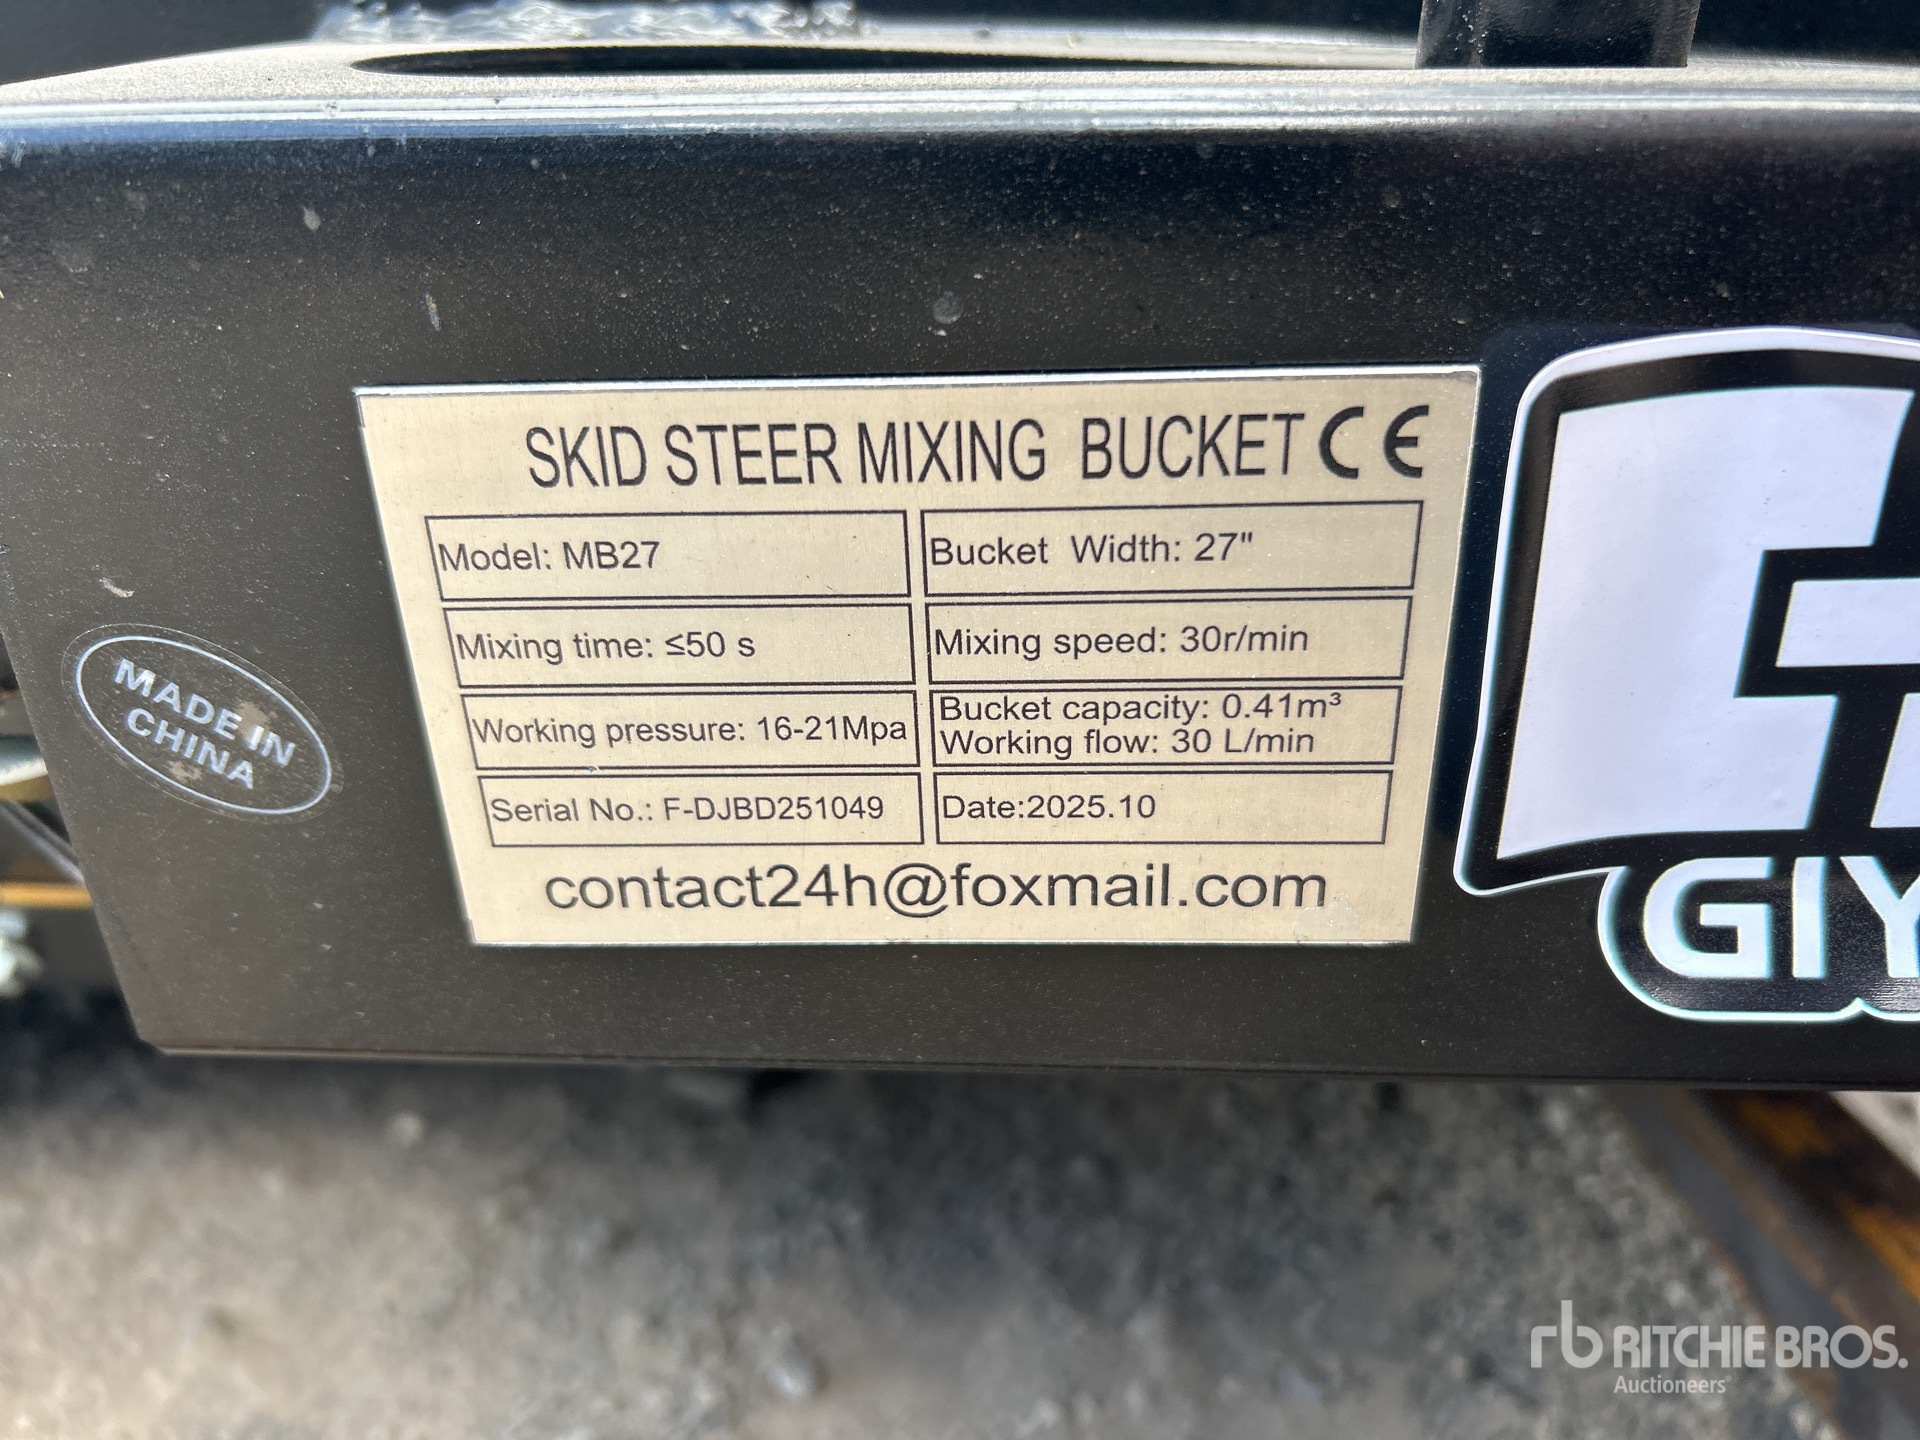 SKID STEER MIXING BUCKET CE
Model: MB27
Bucket Width: 27"
Mixing time: ≤50 s
Mixing speed: 30r/min
Working pressure: 16-21Mpa
Bucket capacity: 0.41m³
Working flow: 30 L/min
Serial No.: F-DJBD251049
Date:2025.10
contact24h@foxmail.com
MADE IN
CHINA
GIY
rb RITCHIE BROS.
Auctioneers